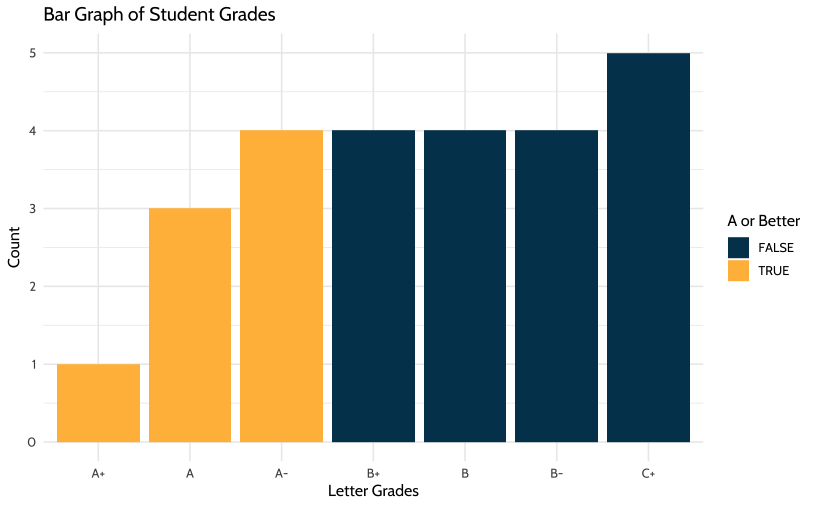 Bar Graph of Student Grades
5
4
3
2
1
0
Count
A+ A A- B+ B B- C+
Letter Grades
A or Better
FALSE
TRUE